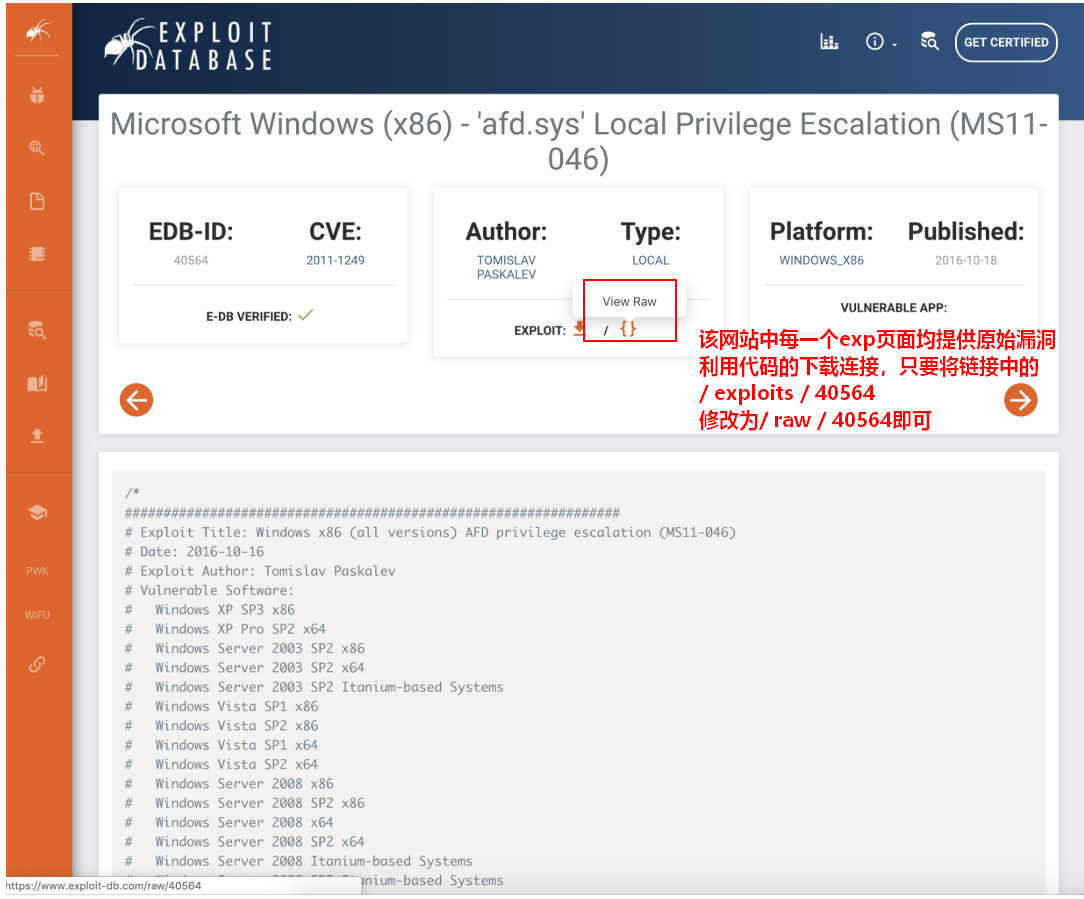 EXPLOIT
DATABASE
GET CERTIFIED
Microsoft Windows (x86) - 'afd.sys' Local Privilege Escalation (MS11-
046)
EDB-ID:
40564
CVE:
2011-1249
E-DB VERIFIED:
Author:
TOMISLAV
PASKALEV
Type:
LOCAL
View Raw
EXPLOIT: / {}
Platform:
WINDOWS_X86
Published:
2016-10-18
VULNERABLE APP:
该网站中每一个exp页面均提供原始漏洞
利用代码的下载连接，只要将链接中的
/ exploits / 40564
修改为/ raw / 40564即可
PWK
WIFU
/*
################################################################
# Exploit Title: Windows x86 (all versions) AFD privilege escalation (MS11-046)
# Date: 2016-10-16
# Exploit Author: Tomislav Paskalev
# Vulnerable Software:
#   Windows XP SP3 x86
#   Windows XP Pro SP2 x64
#   Windows Server 2003 SP2 x86
#   Windows Server 2003 SP2 x64
#   Windows Server 2003 SP2 Itanium-based Systems
#   Windows Vista SP1 x86
#   Windows Vista SP2 x86
#   Windows Vista SP1 x64
#   Windows Vista SP2 x64
#   Windows Server 2008 x86
#   Windows Server 2008 SP2 x86
#   Windows Server 2008 x64
#   Windows Server 2008 SP2 x64
#   Windows Server 2008 Itanium-based Systems
anium-based Systems
https://www.exploit-db.com/raw/40564